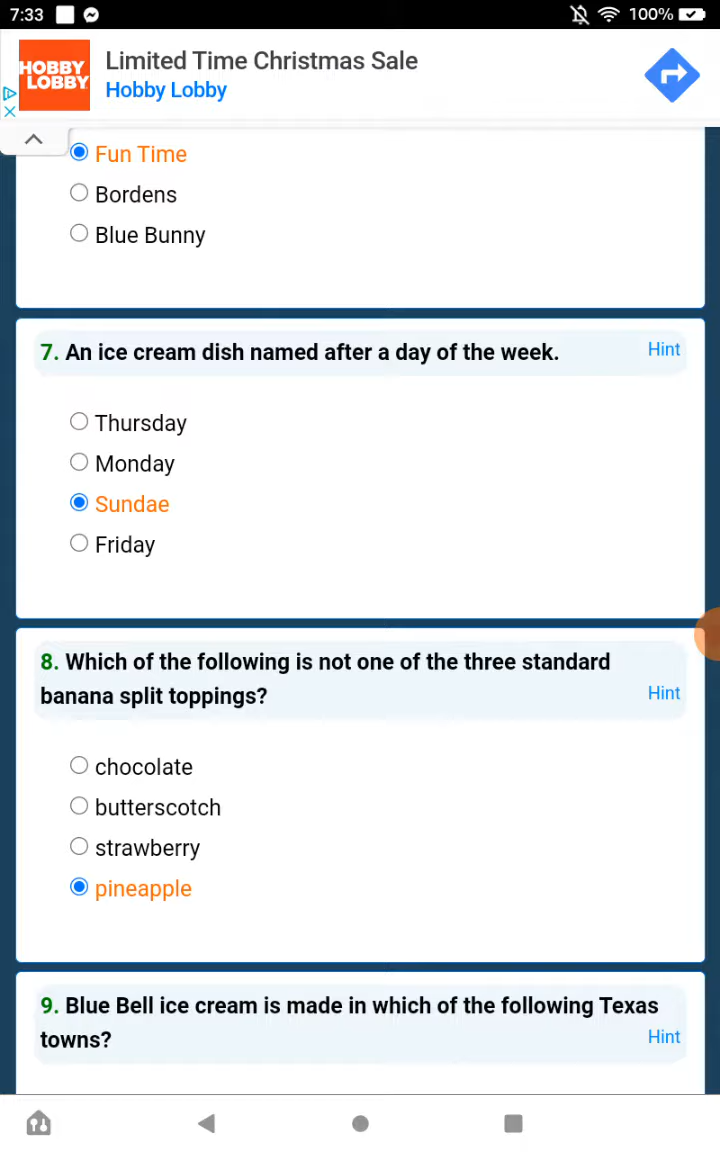 7:33
100%
HOBBY
LOBBY
Limited Time Christmas Sale
Hobby Lobby
Fun Time
Bordens
Blue Bunny
7. An ice cream dish named after a day of the week.
Hint
Thursday
Monday
Sundae
Friday
8. Which of the following is not one of the three standard
banana split toppings?
Hint
chocolate
butterscotch
strawberry
pineapple
9. Blue Bell ice cream is made in which of the following Texas
towns?
Hint